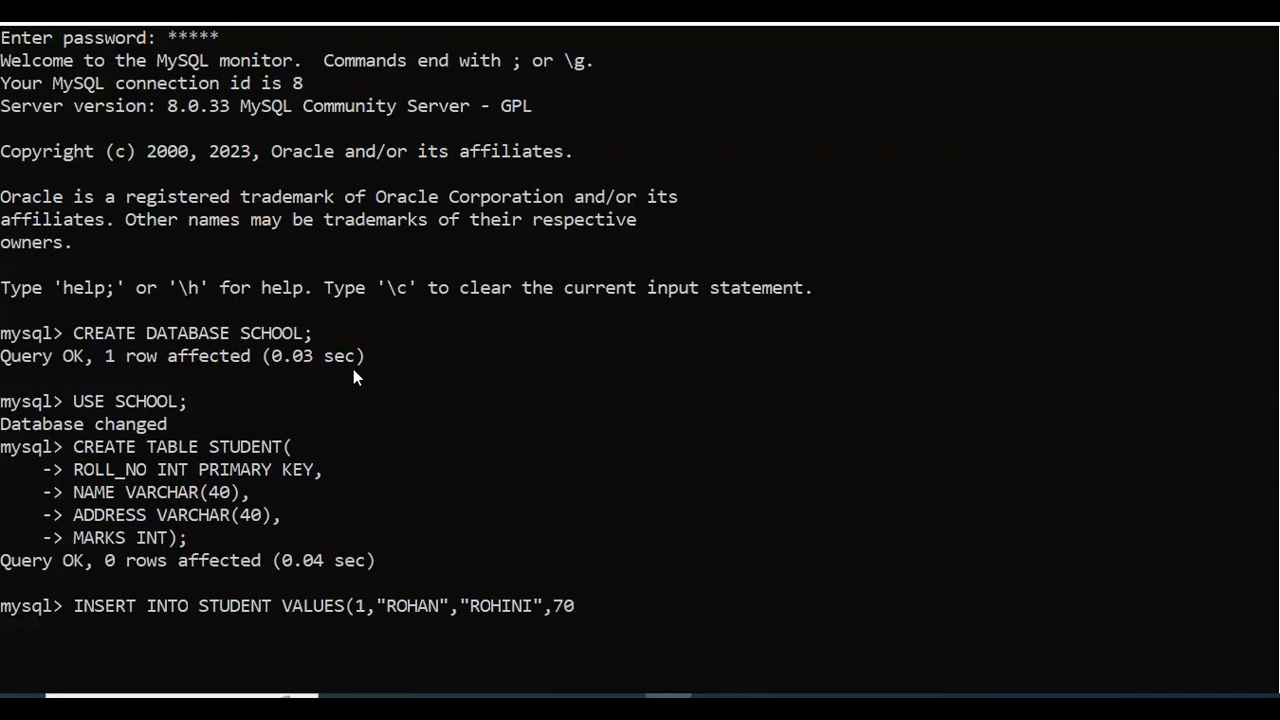 Enter password: *****
Welcome to the MySQL monitor.  Commands end with ; or \g.
Your MySQL connection id is 8
Server version: 8.0.33 MySQL Community Server - GPL
Copyright (c) 2000, 2023, Oracle and/or its affiliates.
Oracle is a registered trademark of Oracle Corporation and/or its
affiliates. Other names may be trademarks of their respective
owners.
Type 'help;' or '\h' for help. Type '\c' to clear the current input statement.
mysql> CREATE DATABASE SCHOOL;
Query OK, 1 row affected (0.03 sec)
mysql> USE SCHOOL;
Database changed
mysql> CREATE TABLE STUDENT(
    -> ROLL_NO INT PRIMARY KEY,
    -> NAME VARCHAR(40),
    -> ADDRESS VARCHAR(40),
    -> MARKS INT);
Query OK, 0 rows affected (0.04 sec)
mysql> INSERT INTO STUDENT VALUES(1,"ROHAN","ROHINI",70